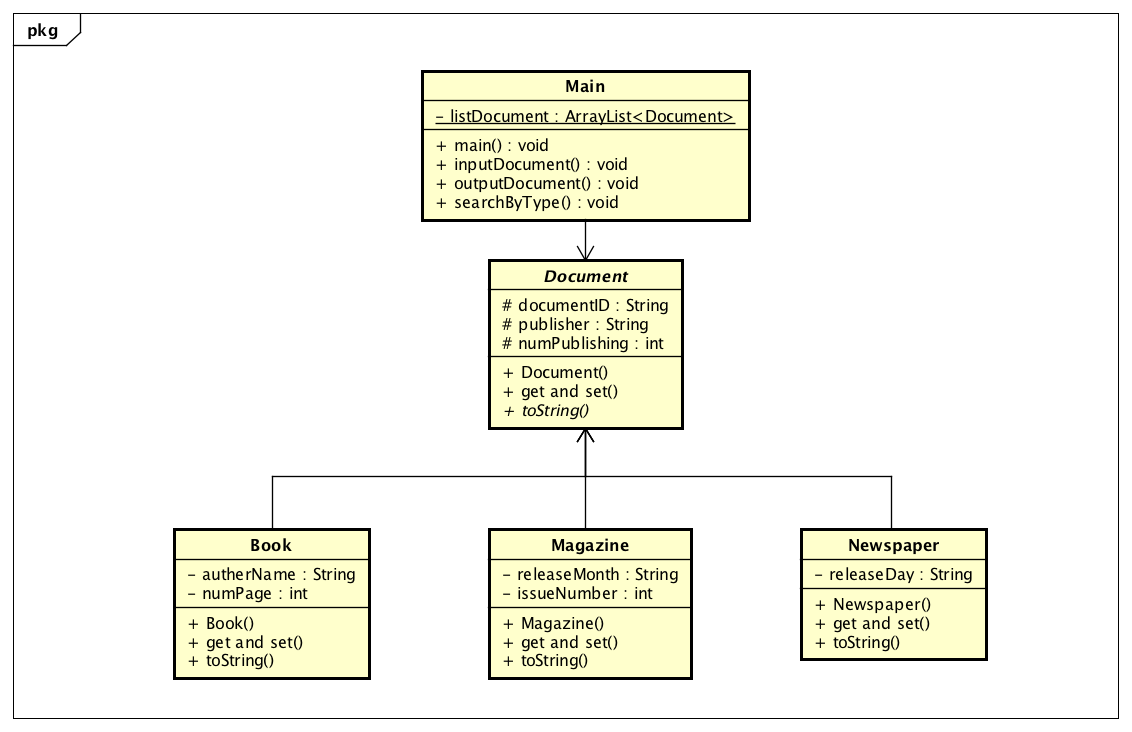 pkg
Main
- listDocument : ArrayList<Document>
+ main() : void
+ inputDocument() : void
+ outputDocument() : void
+ searchByType() : void
Document
# documentID : String
# publisher : String
# numPublishing : int
+ Document()
+ get and set()
+ toString()
Book
- autherName : String
- numPage : int
+ Book()
+ get and set()
+ toString()
Magazine
- releaseMonth : String
- issueNumber : int
+ Magazine()
+ get and set()
+ toString()
Newspaper
- releaseDay : String
+ Newspaper()
+ get and set()
+ toString()